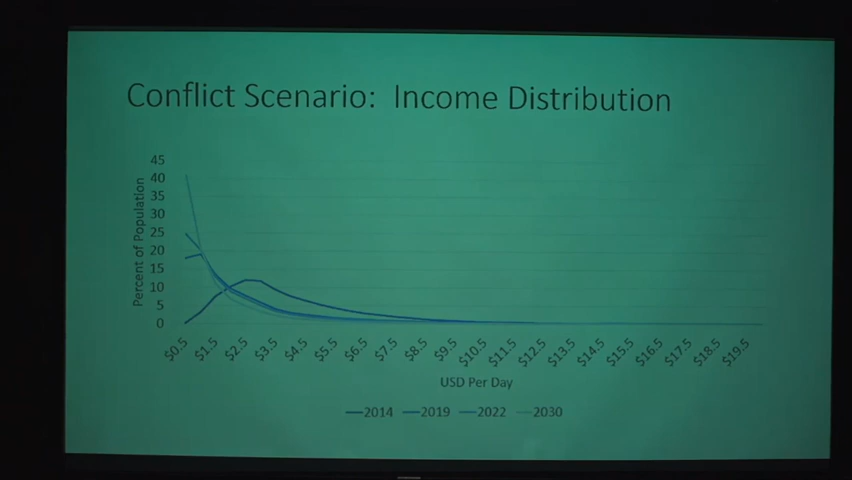 Conflict Scenario: Income Distribution
45
40
35
30
25
20
15
10
5
0
Percent of Population
$0.5 $1.5 $2.5 $3.5 $4.5 $5.5 $6.5 $7.5 $8.5 $9.5 $10.5 $11.5 $12.5 $13.5 $14.5 $15.5 $16.5 $17.5 $18.5 $19.5
USD Per Day
2014 2019 2022 2030